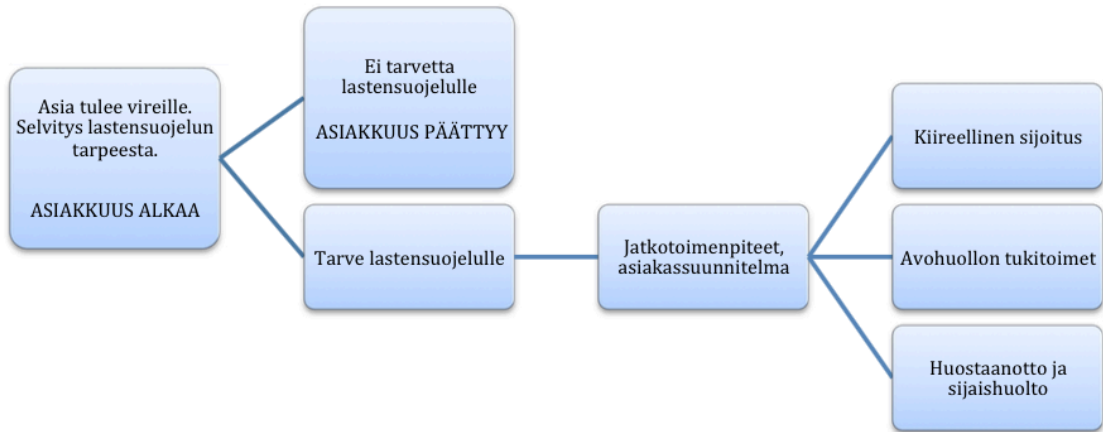 Asia tulee vireille.
Selvitys lastensuojelun
tarpeesta.
ASIAKKUUS ALKAA
Ei tarvetta
lastensuojelulle
ASIAKKUUS PÄÄTTYY
Tarve lastensuojelulle
Jatkotoimenpiteet,
asiakassuunnitelma
Kiireellinen sijoitus
Avohuollon tukitoimet
Huostaanotto ja
sijaishuolto